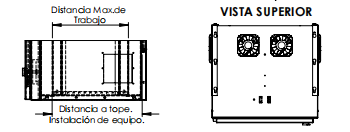 Distancia Max.de
Trabajo
Distancia a tope.
Instalación de equipo.
VISTA SUPERIOR